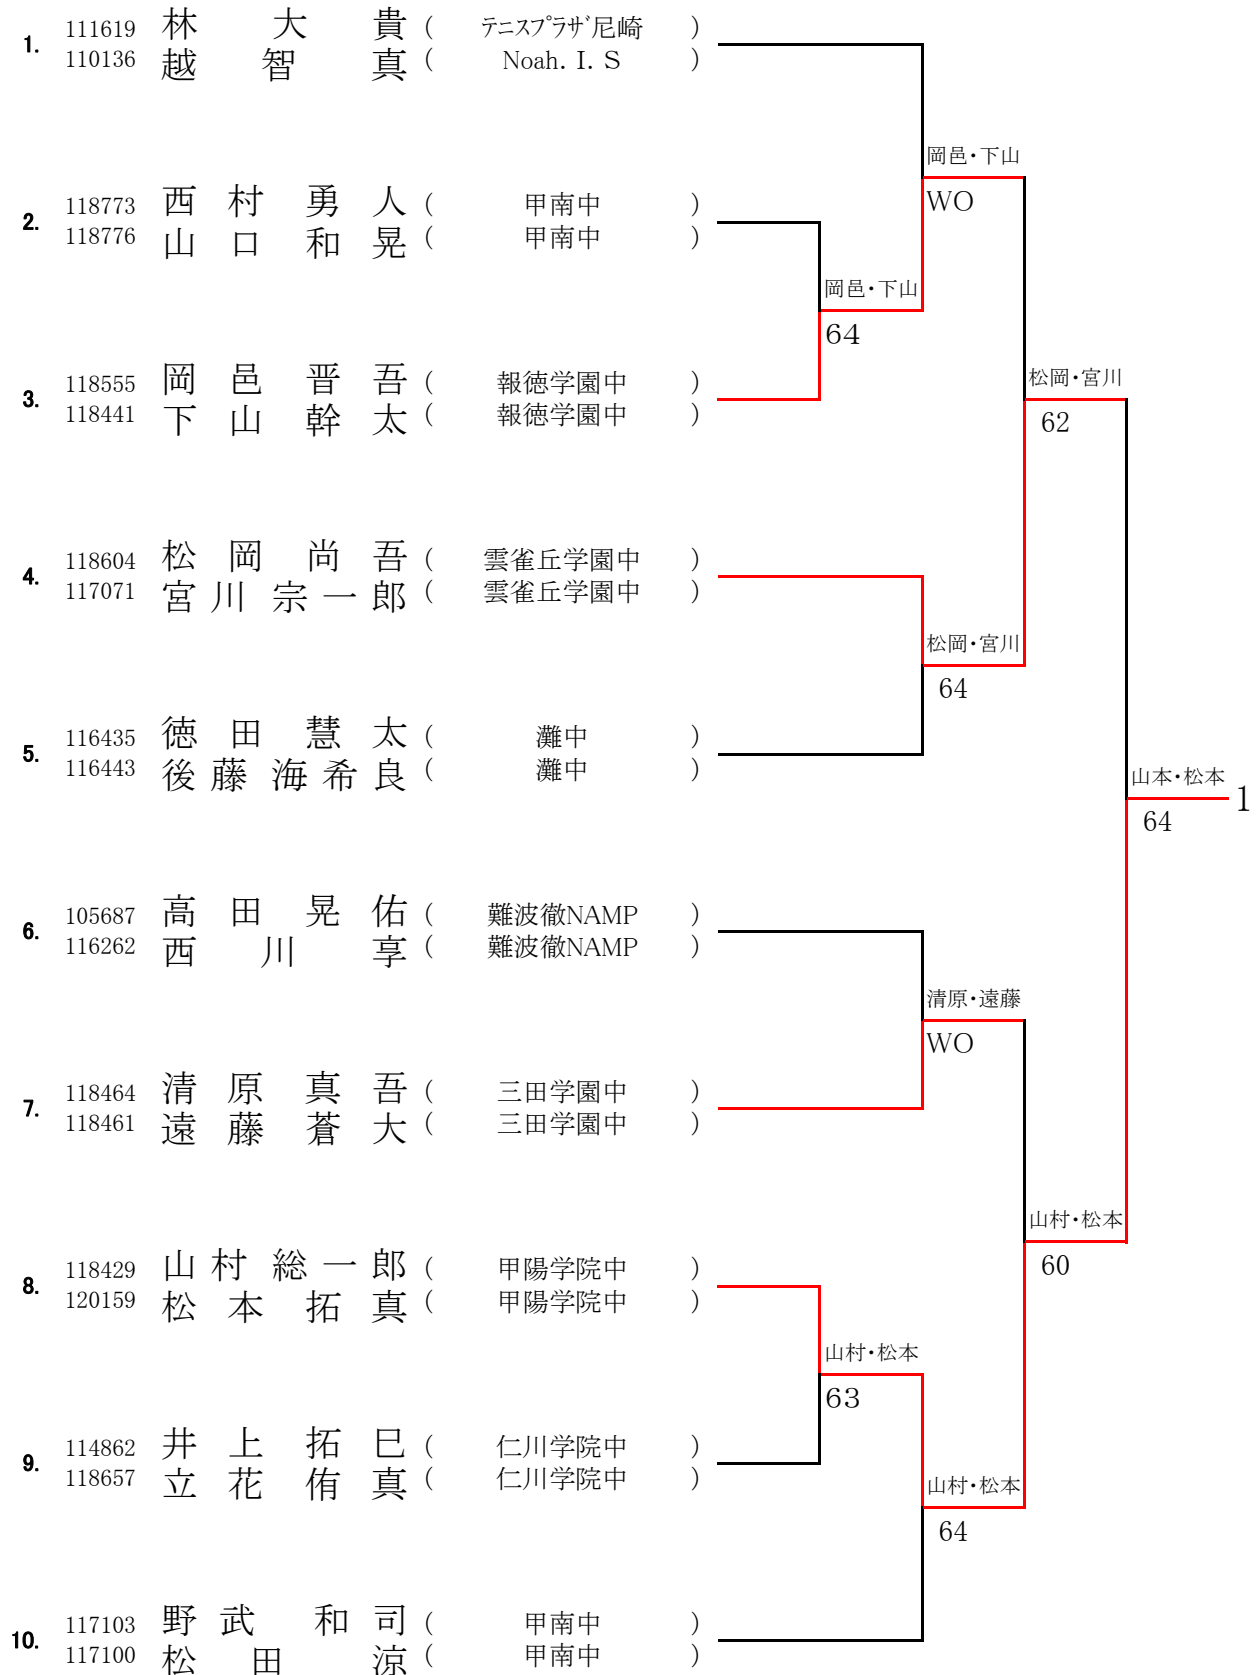 1. 111619 林大貴 ( テニスプラザ尼崎 )
110136 越智真 ( Noah. I. S )
岡邑・下山
WO
2. 118773 西村勇人 ( 甲南中 )
118776 山口和晃 ( 甲南中 )
岡邑・下山
64
3. 118555 岡邑晋吾 ( 報徳学園中 )
118441 下山幹太 ( 報徳学園中 )
松岡・宮川
62
4. 118604 松岡尚吾 ( 雲雀丘学園中 )
117071 宮川宗一郎 ( 雲雀丘学園中 )
松岡・宮川
64
5. 116435 徳田慧太 ( 灘中 )
116443 後藤海希良 ( 灘中 )
山本・松本
64
1
6. 105687 高田晃佑 ( 難波徹NAMP )
116262 西川享 ( 難波徹NAMP )
清原・遠藤
WO
7. 118464 清原真吾 ( 三田学園中 )
118461 遠藤蒼大 ( 三田学園中 )
山村・松本
60
8. 118429 山村総一郎 ( 甲陽学院中 )
120159 松本拓真 ( 甲陽学院中 )
山村・松本
63
9. 114862 井上拓巳 ( 仁川学院中 )
118657 立花侑真 ( 仁川学院中 )
山村・松本
64
10. 117103 野武和司 ( 甲南中 )
117100 松田涼 ( 甲南中 )